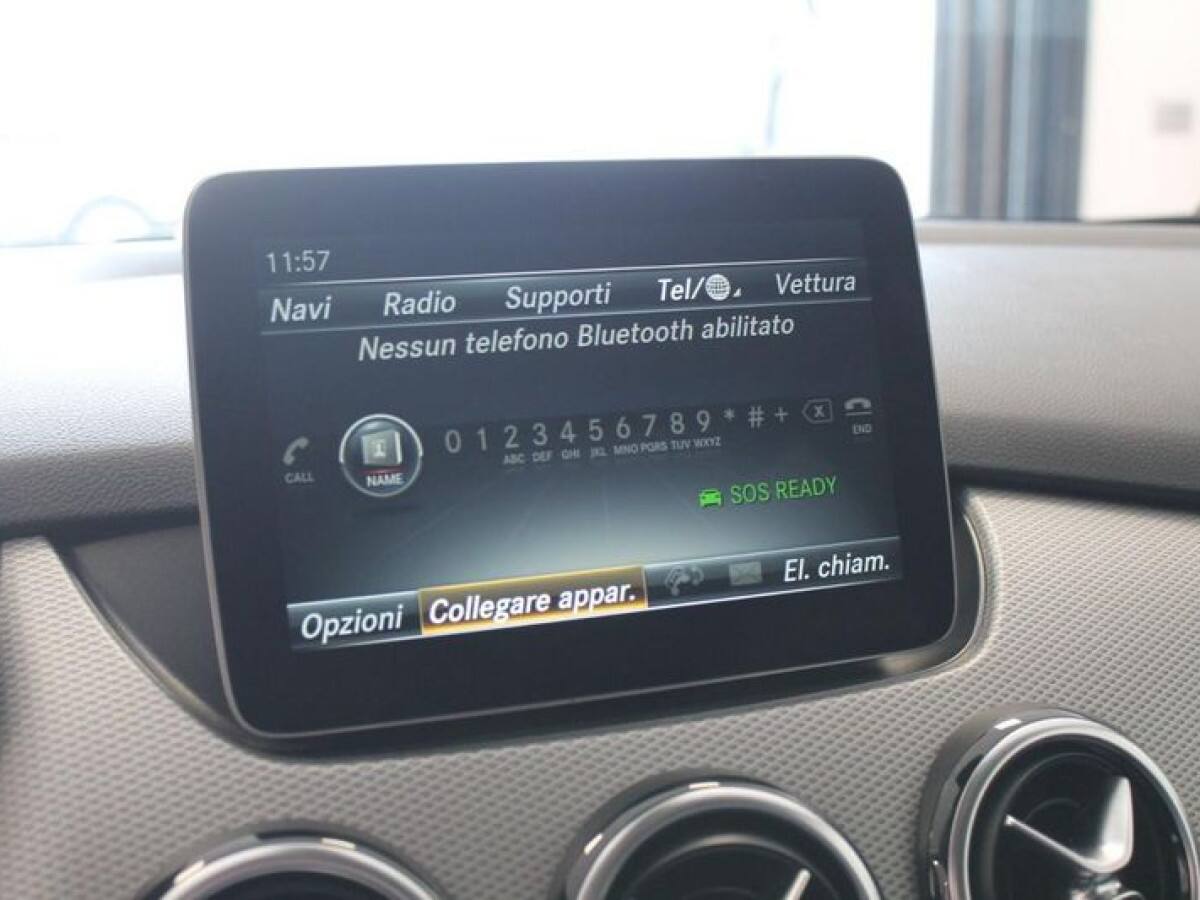 11:57
Navi Radio Supporti Tel/ Vettura
Nessun telefono Bluetooth abilitato
0 1 2 3 4 5 6 7 8 9 * # +
CALL NAME ABC DEF GHI JKL MNO PQRS TUV WXYZ END
SOS READY
Opzioni Collegare appar. El. chiam.